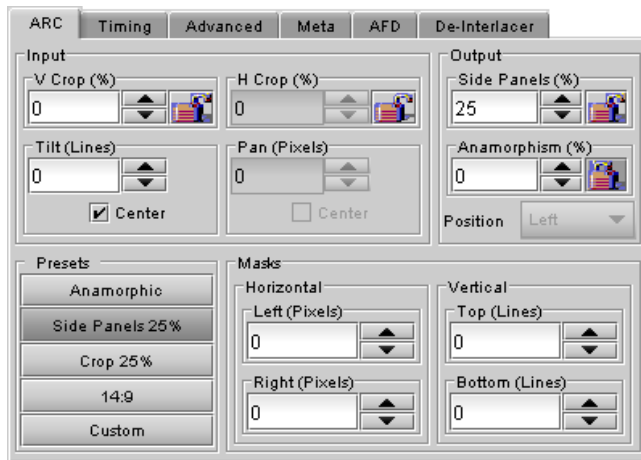 ARC Timing Advanced Meta AFD De-Interlacer
Input
V Crop (%)
0
H Crop (%)
0
Tilt (Lines)
0
Center
Pan (Pixels)
0
Center
Output
Side Panels (%)
25
Anamorphism (%)
0
Position Left
Presets
Anamorphic
Side Panels 25%
Crop 25%
14:9
Custom
Masks
Horizontal
Left (Pixels)
0
Right (Pixels)
0
Vertical
Top (Lines)
0
Bottom (Lines)
0